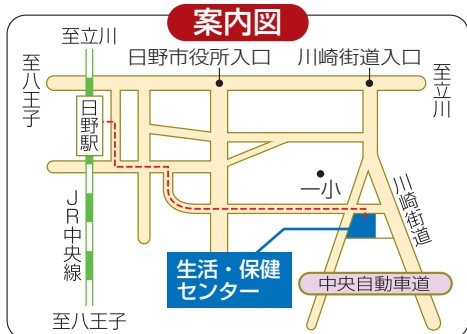 案内図
至立川
日野市役所入口
川崎街道入口
至八王子
至立川
日野駅
一小
川崎街道
JR中央線
生活・保健
センター
中央自動車道
至八王子